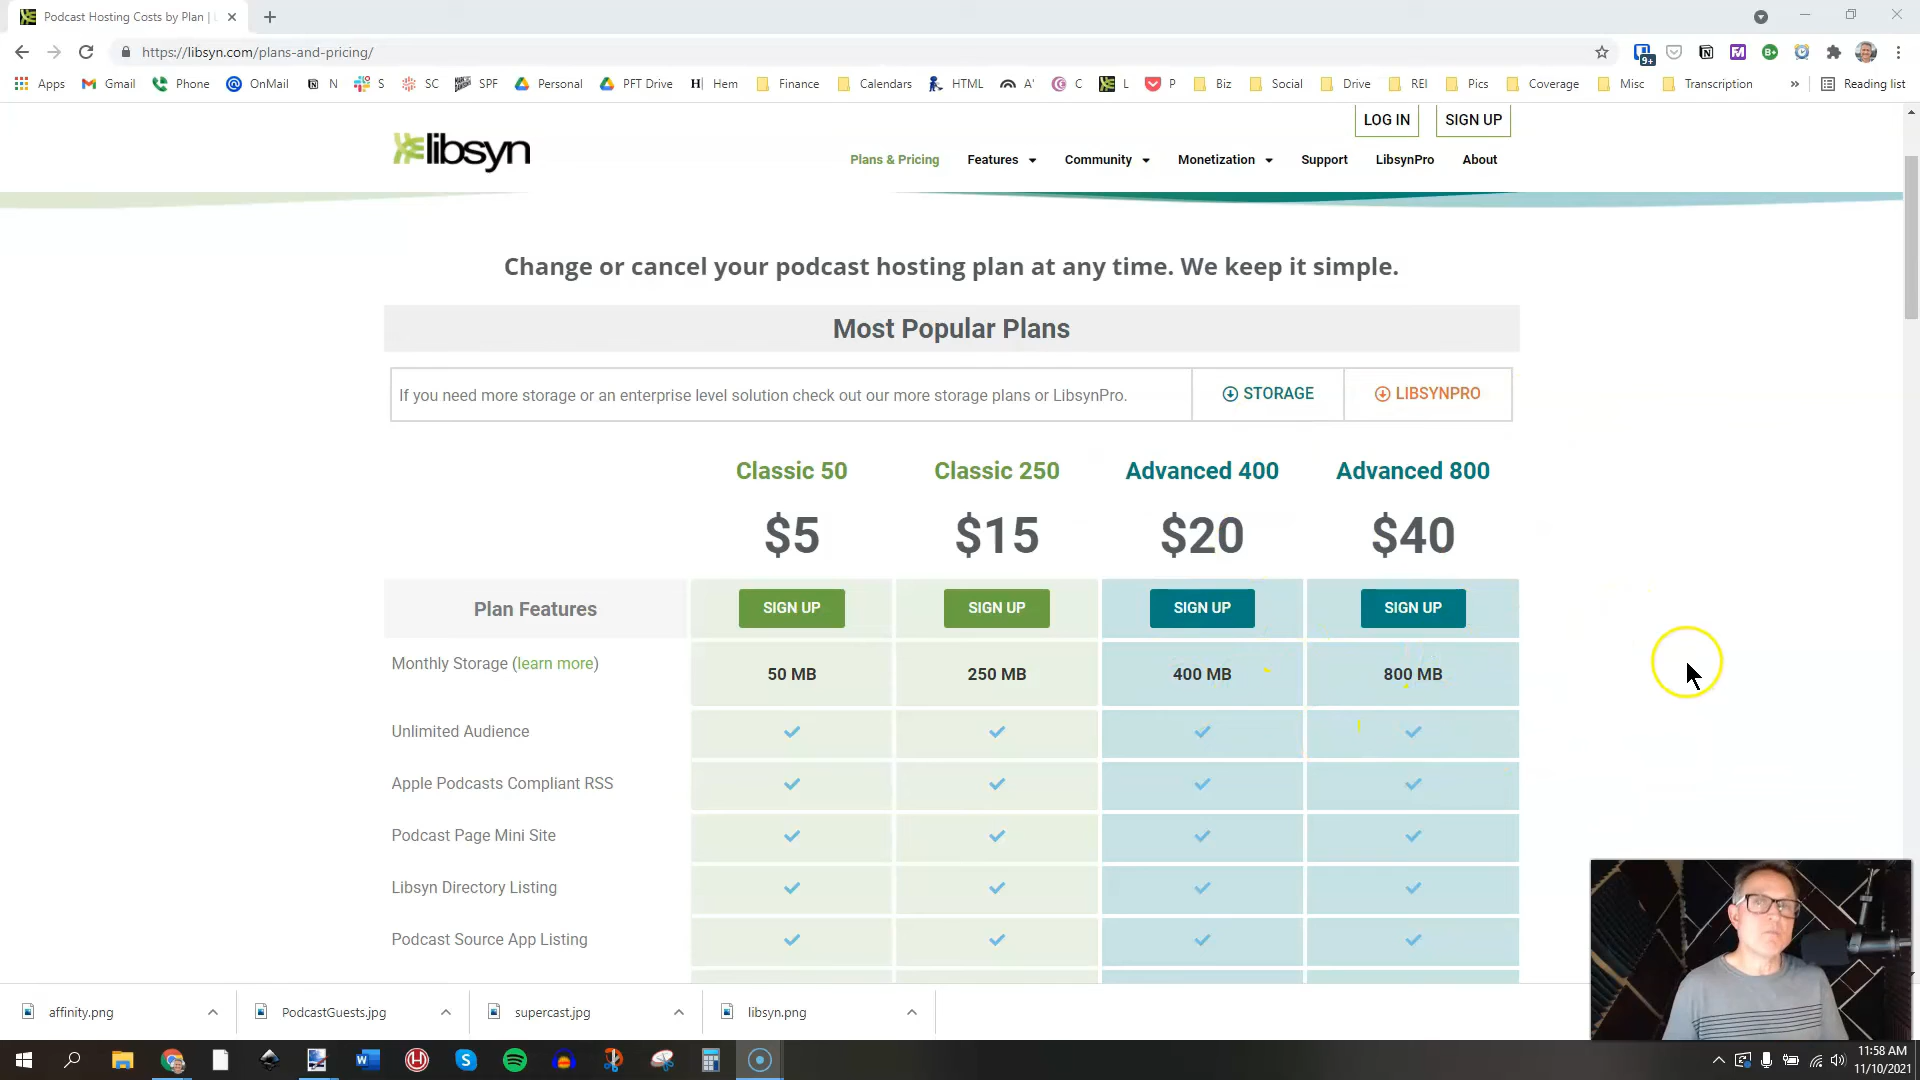 Podcast Hosting Costs by Plan |
https://libsyn.com/plans-and-pricing/
9+
B+
Apps Gmail Phone OnMail N S SC SPF Personal PFT Drive H Hem Finance Calendars HTML A' C L P Biz Social Drive REI Pics Coverage Misc Transcription » Reading list
LOG IN SIGN UP
libsyn
Plans & Pricing Features Community Monetization Support LibsynPro About
Change or cancel your podcast hosting plan at any time. We keep it simple.
Most Popular Plans
If you need more storage or an enterprise level solution check out our more storage plans or LibsynPro. STORAGE LIBSYNPRO
Classic 50 Classic 250 Advanced 400 Advanced 800
$5 $15 $20 $40
Plan Features SIGN UP SIGN UP SIGN UP SIGN UP
Monthly Storage (learn more) 50 MB 250 MB 400 MB 800 MB
Unlimited Audience
Apple Podcasts Compliant RSS
Podcast Page Mini Site
Libsyn Directory Listing
Podcast Source App Listing
affinity.png PodcastGuests.jpg supercast.jpg libsyn.png
11:58 AM
11/10/2021